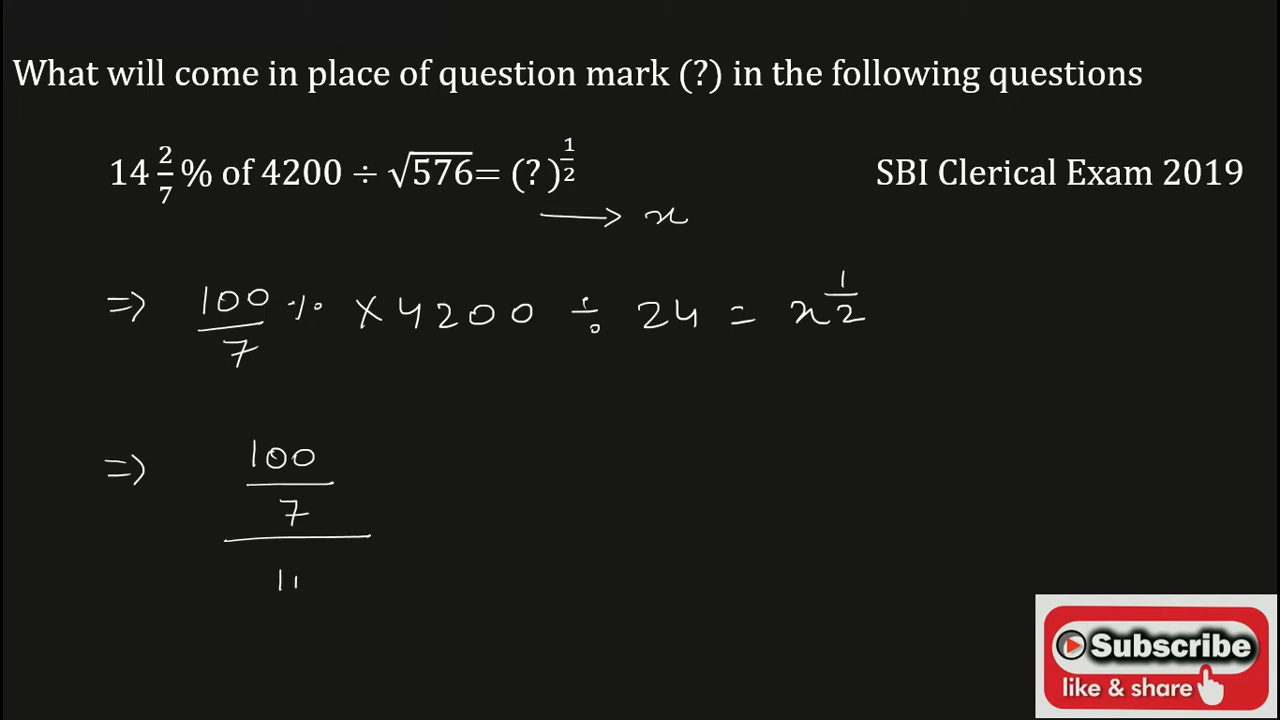 What will come in place of question mark (?) in the following questions
14 2/7 % of 4200 ÷ √576 = (?)^1/2 SBI Clerical Exam 2019
→ x
⇒ 100/7 % × 4200 ÷ 24 = x^1/2
⇒ 100/7
Subscribe
like & share